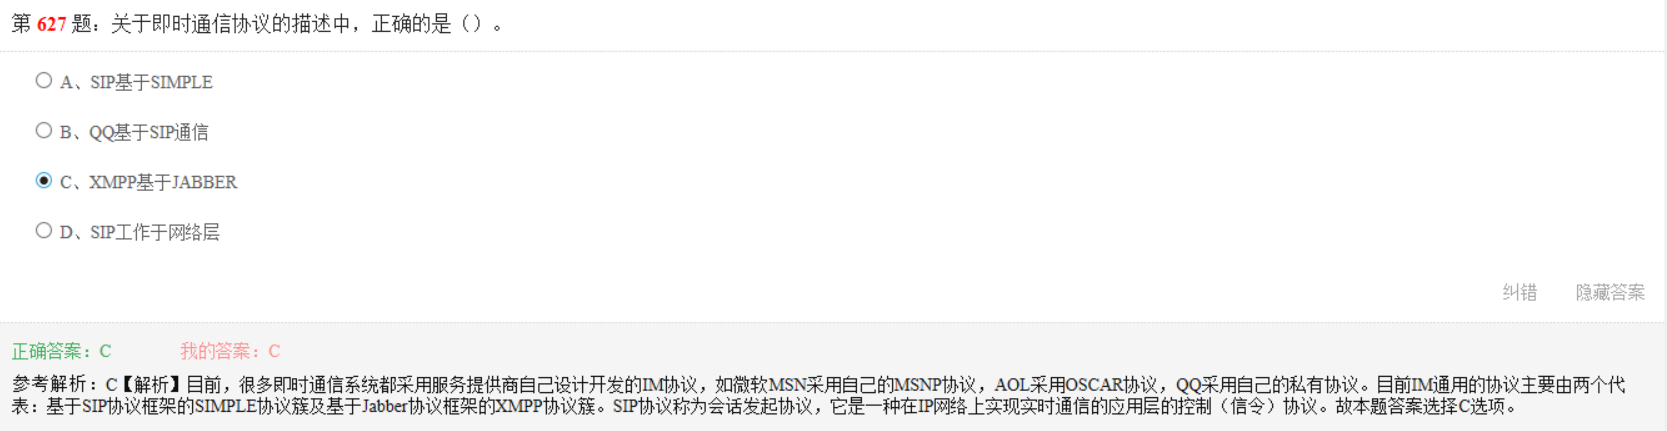 第 627 题：关于即时通信协议的描述中，正确的是（）。
A、SIP基于SIMPLE
B、QQ基于SIP通信
C、XMPP基于JABBER
D、SIP工作于网络层
纠错 隐藏答案
正确答案：C 我的答案：C
参考解析：C【解析】目前，很多即时通信系统都采用服务提供商自己设计开发的IM协议，如微软MSN采用自己的MSNP协议，AOL采用OSCAR协议，QQ采用自己的私有协议。目前IM通用的协议主要由两个代
表：基于SIP协议框架的SIMPLE协议簇及基于Jabber协议框架的XMPP协议簇。SIP协议称为会话发起协议，它是一种在IP网络上实现实时通信的应用层的控制（信令）协议。故本题答案选择C选项。